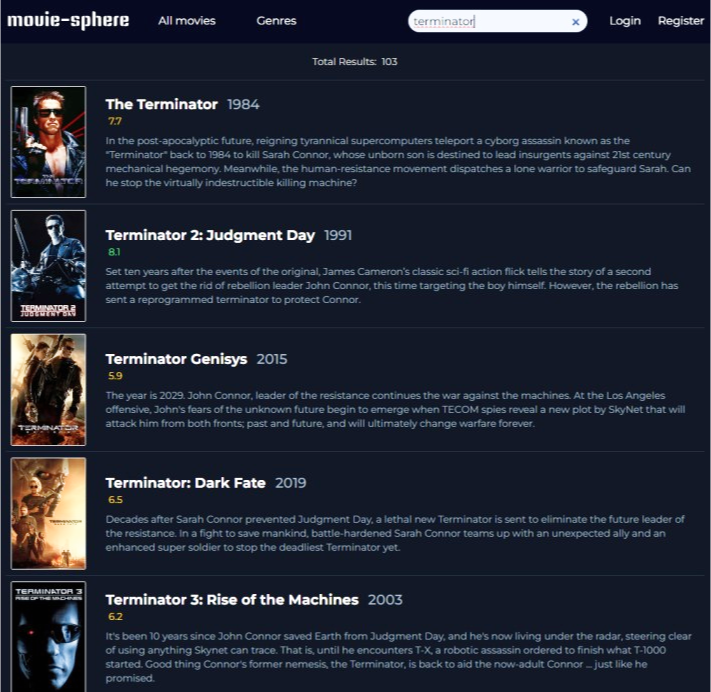 movie-sphere All movies Genres terminator × Login Register
Total Results: 103
The Terminator 1984
7.7
In the post-apocalyptic future, reigning tyrannical supercomputers teleport a cyborg assassin known as the
"Terminator" back to 1984 to kill Sarah Connor, whose unborn son is destined to lead insurgents against 21st century
mechanical hegemony. Meanwhile, the human-resistance movement dispatches a lone warrior to safeguard Sarah. Can
he stop the virtually indestructible killing machine?
THE
TERMINATOR
Terminator 2: Judgment Day 1991
8.1
Set ten years after the events of the original, James Cameron's classic sci-fi action flick tells the story of a second
attempt to get the rid of rebellion leader John Connor, this time targeting the boy himself. However, the rebellion has
sent a reprogrammed terminator to protect Connor.
TERMINATOR 2
JUDGMENT DAY
Terminator Genisys 2015
5.9
The year is 2029. John Connor, leader of the resistance continues the war against the machines. At the Los Angeles
offensive, John's fears of the unknown future begin to emerge when TECOM spies reveal a new plot by SkyNet that will
attack him from both fronts; past and future, and will ultimately change warfare forever.
TERMINATOR
Terminator: Dark Fate 2019
6.5
Decades after Sarah Connor prevented Judgment Day, a lethal new Terminator is sent to eliminate the future leader of
the resistance. In a fight to save mankind, battle-hardened Sarah Connor teams up with an unexpected ally and an
enhanced super soldier to stop the deadliest Terminator yet.
TERMINATOR
TERMINATOR 3
RISE OF THE MACHINES
Terminator 3: Rise of the Machines 2003
6.2
It's been 10 years since John Connor saved Earth from Judgment Day, and he's now living under the radar, steering clear
of using anything Skynet can trace. That is, until he encounters T-X, a robotic assassin ordered to finish what T-1000
started. Good thing Connor's former nemesis, the Terminator, is back to aid the now-adult Connor ... just like he
promised.